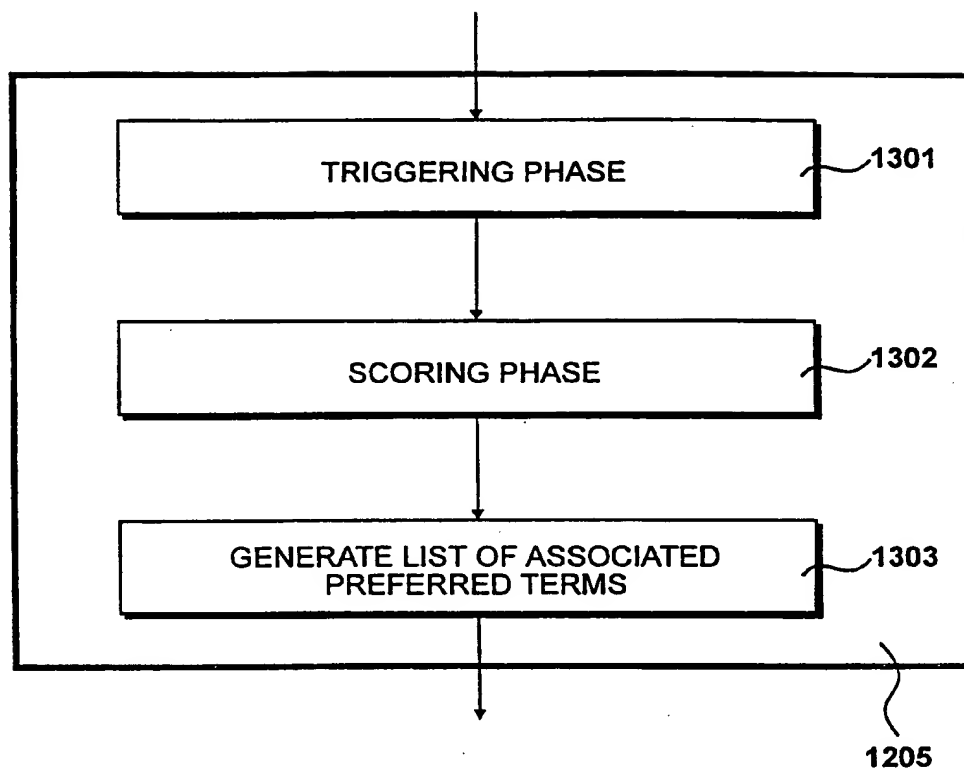 TRIGGERING PHASE
1301
SCORING PHASE
1302
GENERATE LIST OF ASSOCIATED
PREFERRED TERMS
1303
1205